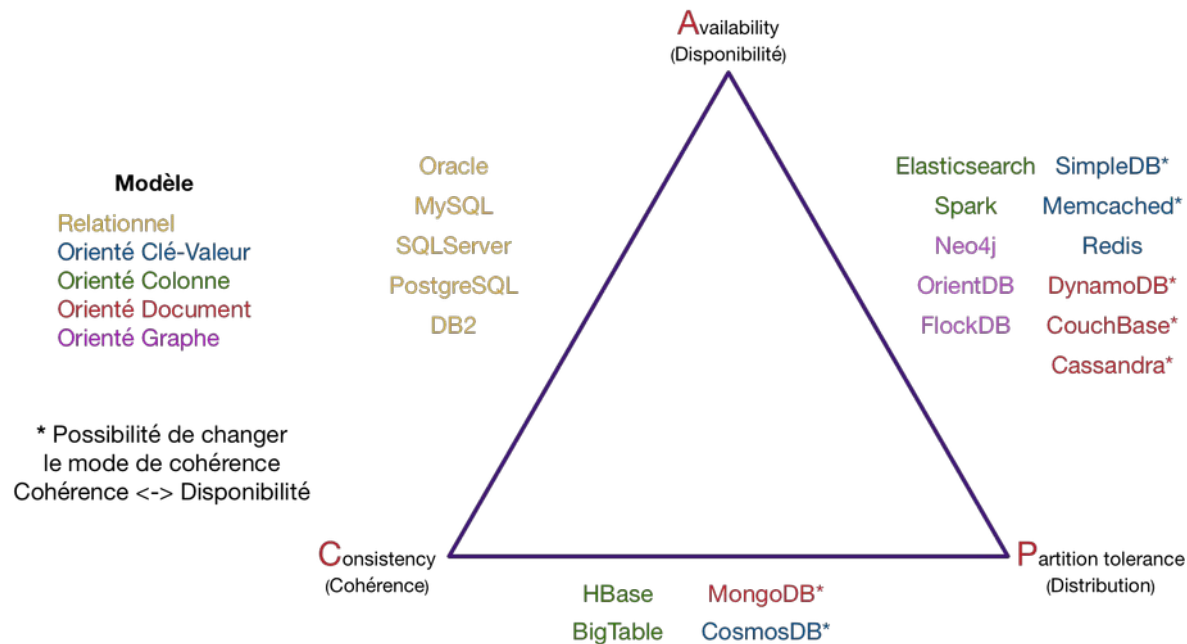 Availability
(Disponibilité)
Modèle
Relationnel
Orienté Clé-Valeur
Orienté Colonne
Orienté Document
Orienté Graphe
* Possibilité de changer
le mode de cohérence
Cohérence <-> Disponibilité
Oracle
MySQL
SQLServer
PostgreSQL
DB2
Elasticsearch SimpleDB*
Spark Memcached*
Neo4j Redis
OrientDB DynamoDB*
FlockDB CouchBase*
Cassandra*
Consistency
(Cohérence)
Partition tolerance
(Distribution)
HBase MongoDB*
BigTable CosmosDB*